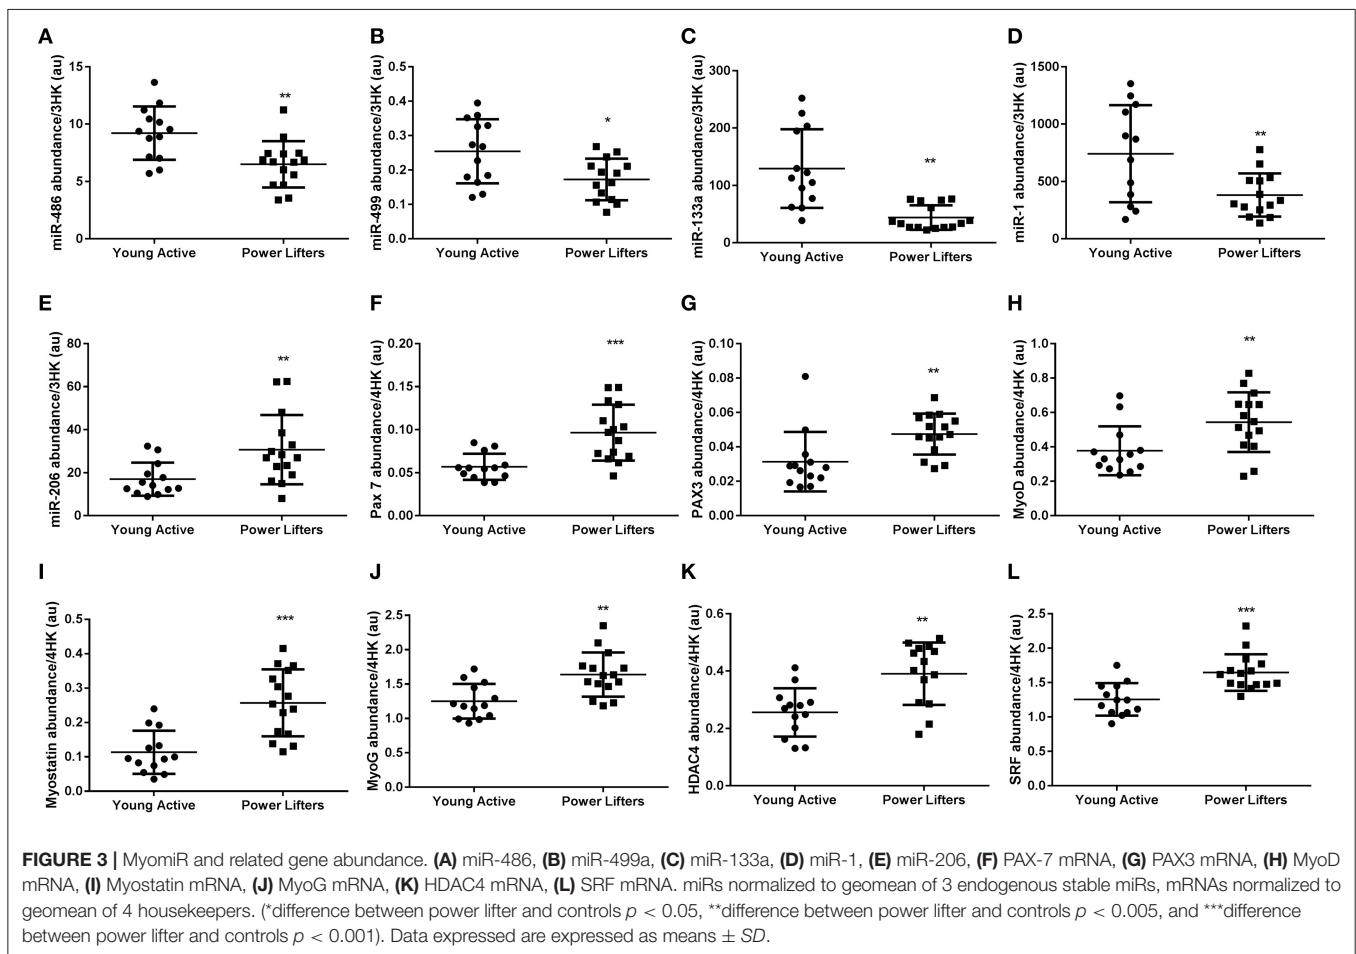 A
miR-486 abundance/3HK (au)
15
10
5
0
**
Young Active
Power Lifters
B
miR-499 abundance/3HK (au)
0.5
0.4
0.3
0.2
0.1
0.0
*
Young Active
Power Lifters
C
miR-133a abundance/3HK (au)
300
200
100
0
**
Young Active
Power Lifters
D
miR-1 abundance/3HK (au)
1500
1000
500
0
**
Young Active
Power Lifters
E
miR-206 abundance/3HK (au)
80
60
40
20
0
**
Young Active
Power Lifters
F
Pax 7 abundance/4HK (au)
0.20
0.15
0.10
0.05
0.00
***
Young Active
Power Lifters
G
PAX3 abundance/4HK (au)
0.10
0.08
0.06
0.04
0.02
0.00
**
Young Active
Power Lifters
H
MyoD abundance/4HK (au)
1.0
0.8
0.6
0.4
0.2
0.0
**
Young Active
Power Lifters
I
Myostatin abundance/4HK (au)
0.5
0.4
0.3
0.2
0.1
0.0
***
Young Active
Power Lifters
J
MyoG abundance/4HK (au)
2.5
2.0
1.5
1.0
0.5
0.0
**
Young Active
Power Lifters
K
HDAC4 abundance/4HK (au)
0.6
0.4
0.2
0.0
**
Young Active
Power Lifters
L
SRF abundance/4HK (au)
2.5
2.0
1.5
1.0
0.5
0.0
***
Young Active
Power Lifters
FIGURE 3 | MyomiR and related gene abundance. (A) miR-486, (B) miR-499a, (C) miR-133a, (D) miR-1, (E) miR-206, (F) PAX-7 mRNA, (G) PAX3 mRNA, (H) MyoD
mRNA, (I) Myostatin mRNA, (J) MyoG mRNA, (K) HDAC4 mRNA, (L) SRF mRNA. miRs normalized to geomean of 3 endogenous stable miRs, mRNAs normalized to
geomean of 4 housekeepers. (*difference between power lifter and controls p < 0.05, **difference between power lifter and controls p < 0.005, and ***difference
between power lifter and controls p < 0.001). Data expressed are expressed as means ± SD.